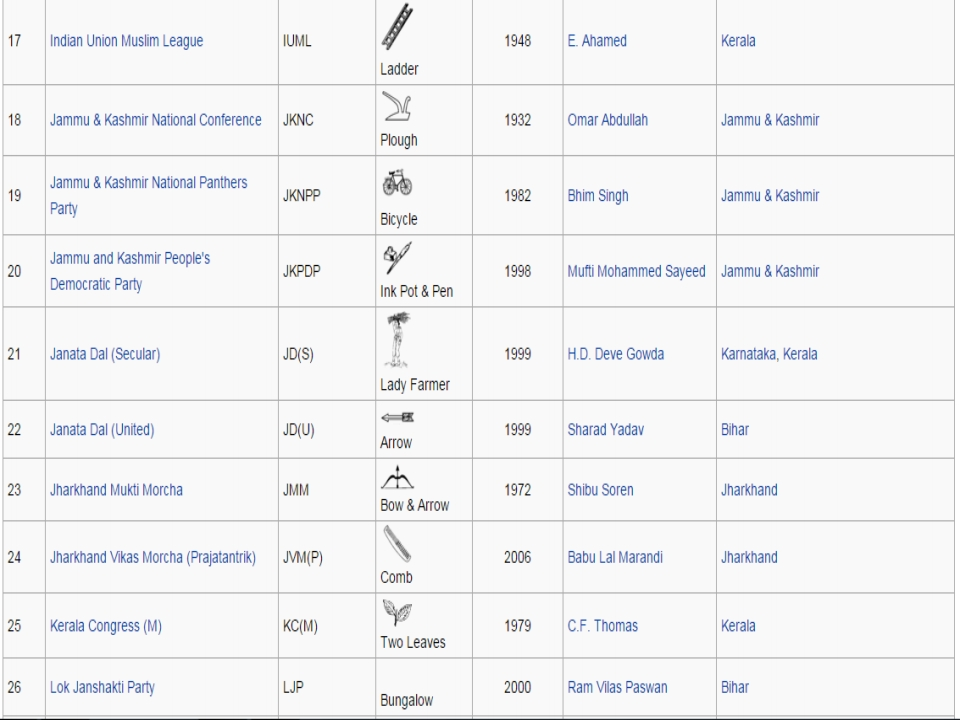 17 Indian Union Muslim League IUML Ladder 1948 E. Ahamed Kerala
18 Jammu & Kashmir National Conference JKNC Plough 1932 Omar Abdullah Jammu & Kashmir
19 Jammu & Kashmir National Panthers Party JKNPP Bicycle 1982 Bhim Singh Jammu & Kashmir
20 Jammu and Kashmir People's Democratic Party JKPDP Ink Pot & Pen 1998 Mufti Mohammed Sayeed Jammu & Kashmir
21 Janata Dal (Secular) JD(S) Lady Farmer 1999 H.D. Deve Gowda Karnataka, Kerala
22 Janata Dal (United) JD(U) Arrow 1999 Sharad Yadav Bihar
23 Jharkhand Mukti Morcha JMM Bow & Arrow 1972 Shibu Soren Jharkhand
24 Jharkhand Vikas Morcha (Prajatantrik) JVM(P) Comb 2006 Babu Lal Marandi Jharkhand
25 Kerala Congress (M) KC(M) Two Leaves 1979 C.F. Thomas Kerala
26 Lok Janshakti Party LJP Bungalow 2000 Ram Vilas Paswan Bihar